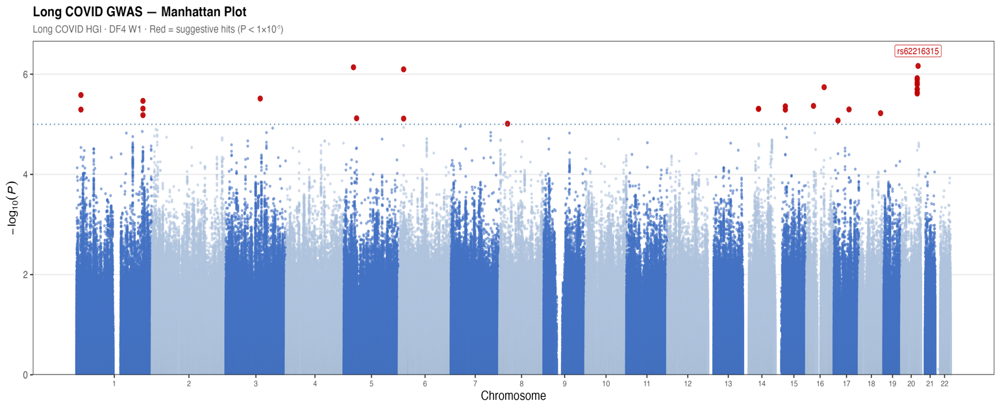 Long COVID GWAS — Manhattan Plot
Long COVID HGI · DF4 W1 · Red = suggestive hits (P < 1×10⁻⁵)
rs62216315
6
4
2
0
−log₁₀(P)
1 2 3 4 5 6 7 8 9 10 11 12 13 14 15 16 17 18 19 20 21 22
Chromosome